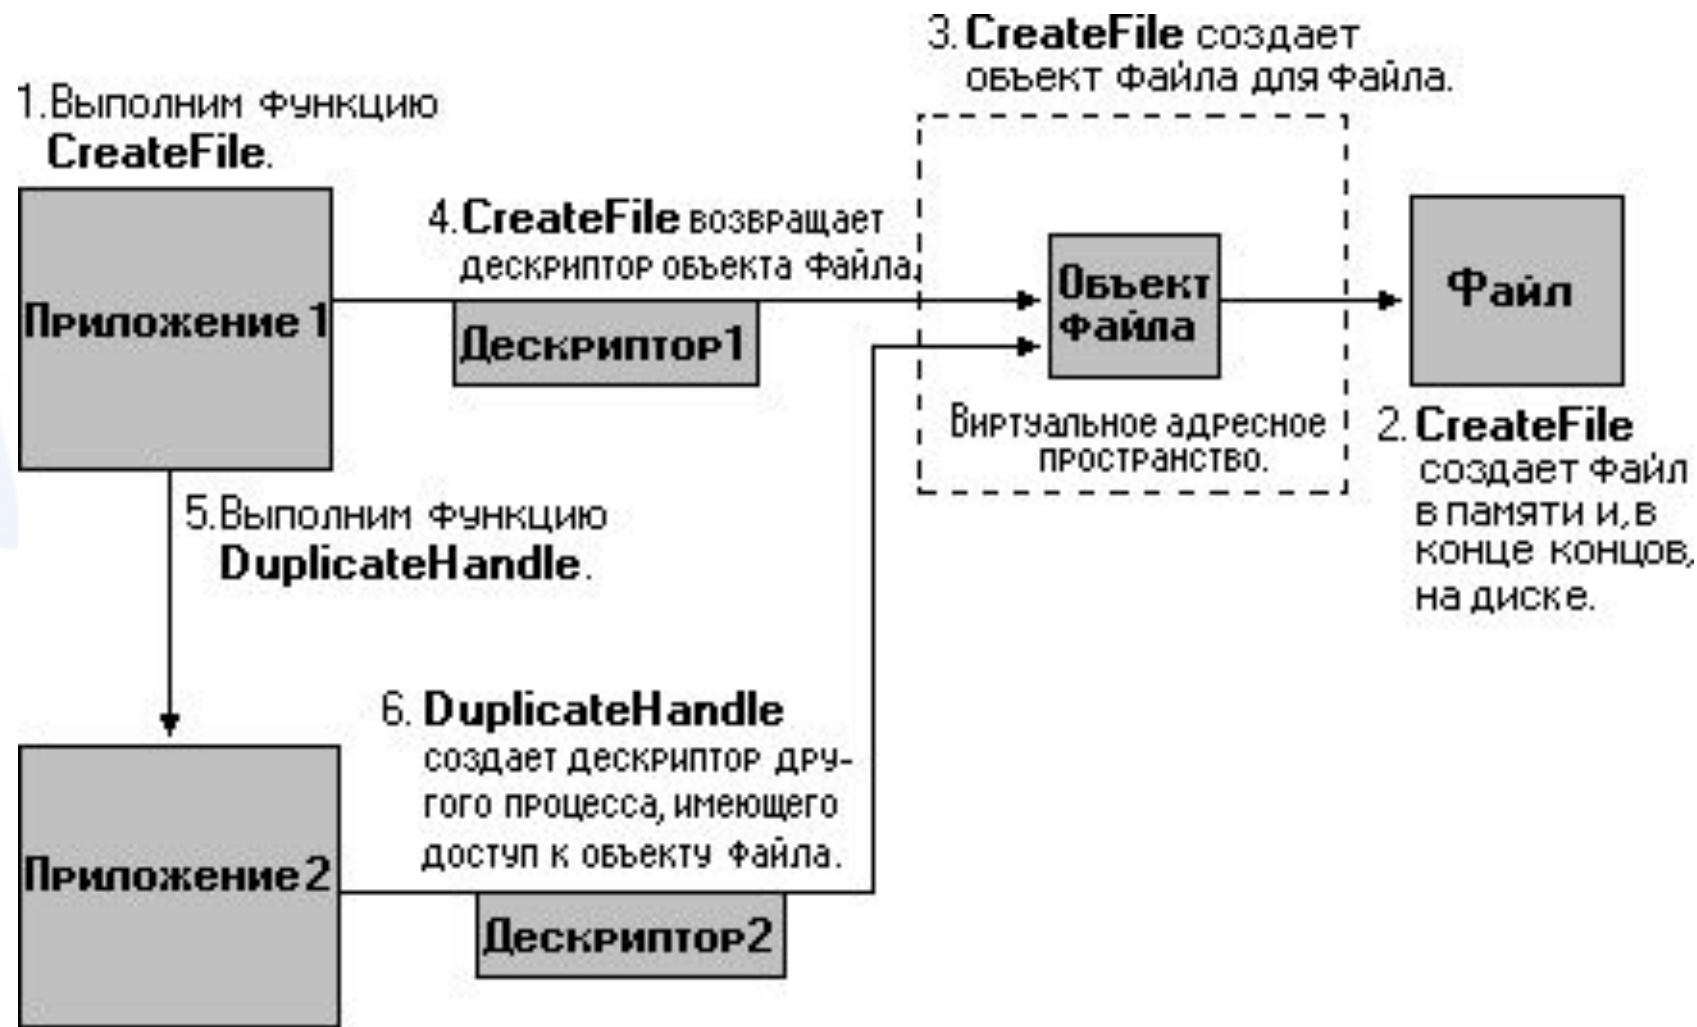 1. Выполним функцию
CreateFile.
Приложение 1
4. CreateFile возвращает
дескриптор объекта файла.
Дескриптор1
3. CreateFile создает
объект файла для файла.
Объект
файла
Виртуальное адресное
пространство.
Файл
2. CreateFile
создает файл
в памяти и, в
конце концов,
на диске.
5. Выполним функцию
DuplicateHandle.
Приложение 2
6. DuplicateHandle
создает дескриптор дру-
гого процесса, имеющего
доступ к объекту файла.
Дескриптор2